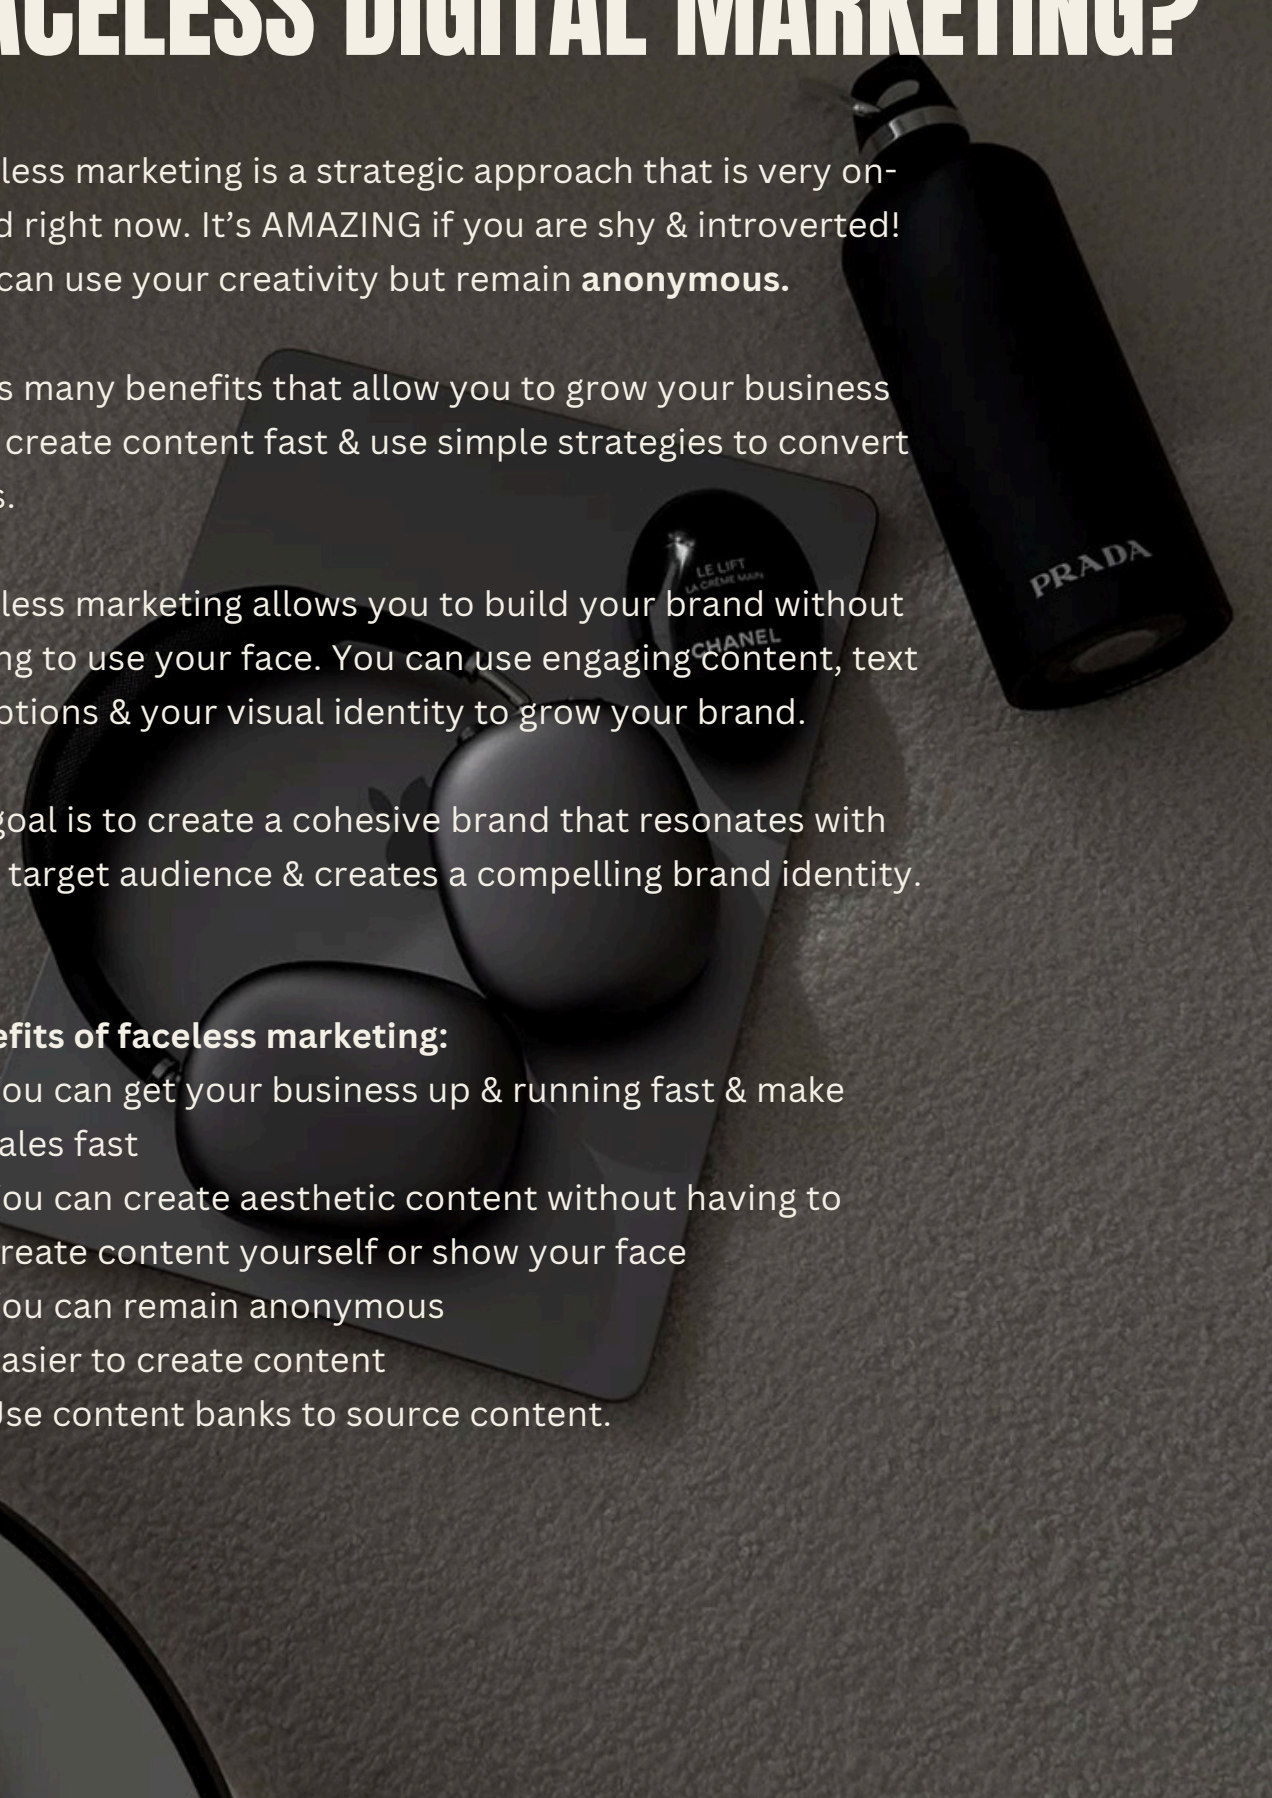 ACELESS DIGITAL MARKETING?
less marketing is a strategic approach that is very on-
d right now. It's AMAZING if you are shy & introverted!
can use your creativity but remain anonymous.
s many benefits that allow you to grow your business
create content fast & use simple strategies to convert
s.
less marketing allows you to build your brand without
ng to use your face. You can use engaging content, text
ptions & your visual identity to grow your brand.
goal is to create a cohesive brand that resonates with
target audience & creates a compelling brand identity.
efits of faceless marketing:
ou can get your business up & running fast & make
ales fast
ou can create aesthetic content without having to
reate content yourself or show your face
ou can remain anonymous
asier to create content
Use content banks to source content.
PRADA
LE LIFT
LA CRÈME MAIN
CHANEL